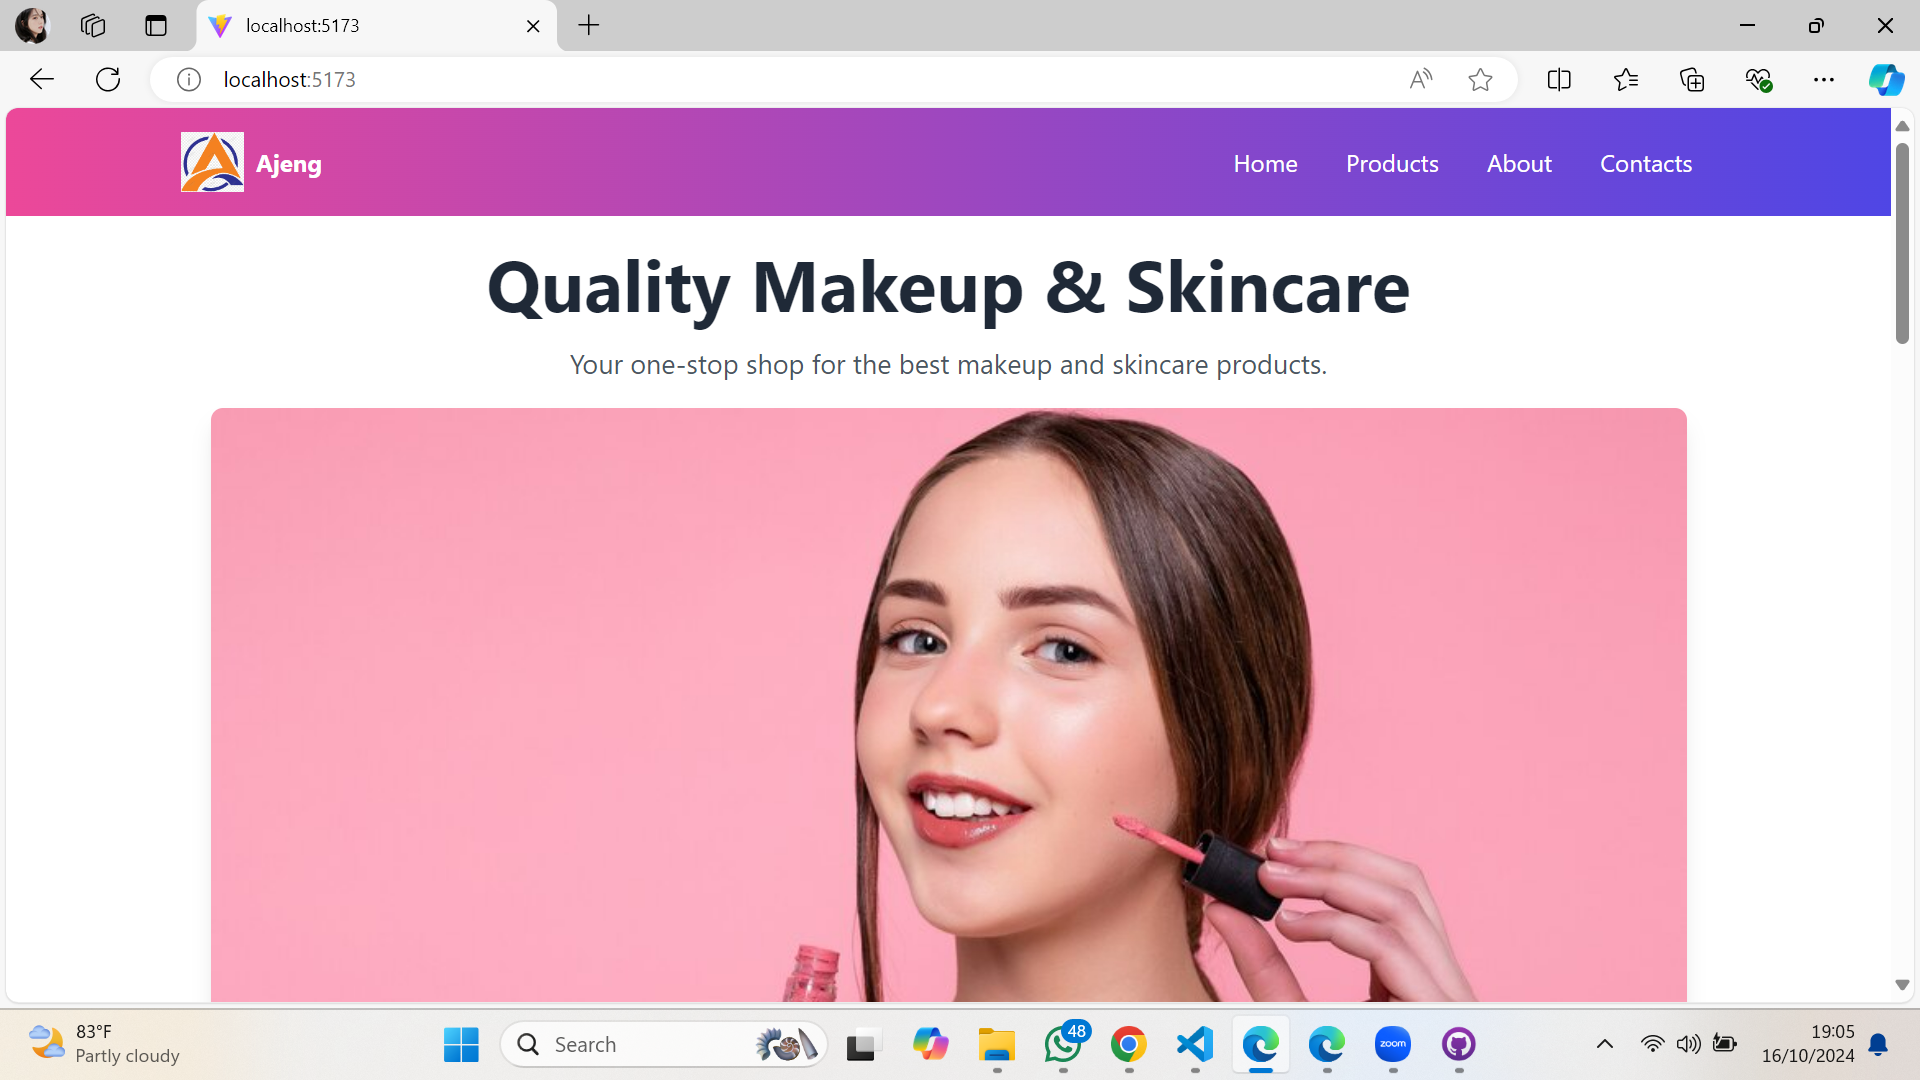 localhost:5173
localhost:5173
Ajeng
Home
Products
About
Contacts
Quality Makeup & Skincare
Your one-stop shop for the best makeup and skincare products.
83°F
Partly cloudy
Search
48
zoom
19:05
16/10/2024